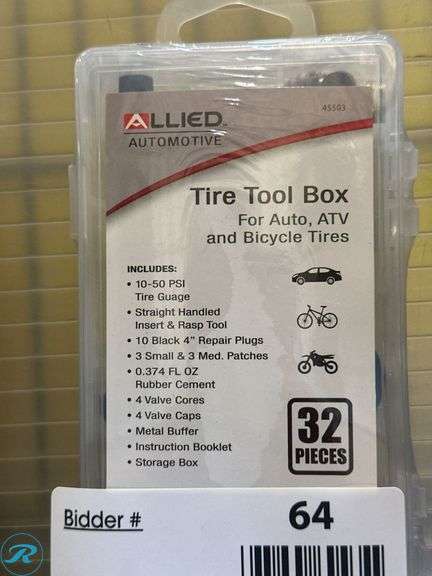 ALLIED
45503
AUTOMOTIVE
Tire Tool Box
For Auto, ATV
and Bicycle Tires
INCLUDES:
• 10-50 PSI
Tire Guage
• Straight Handled
Insert & Rasp Tool
• 10 Black 4" Repair Plugs
• 3 Small & 3 Med. Patches
• 0.374 FL OZ
Rubber Cement
• 4 Valve Cores
• 4 Valve Caps
• Metal Buffer
• Instruction Booklet
• Storage Box
32
PIECES
Bidder # 64
R